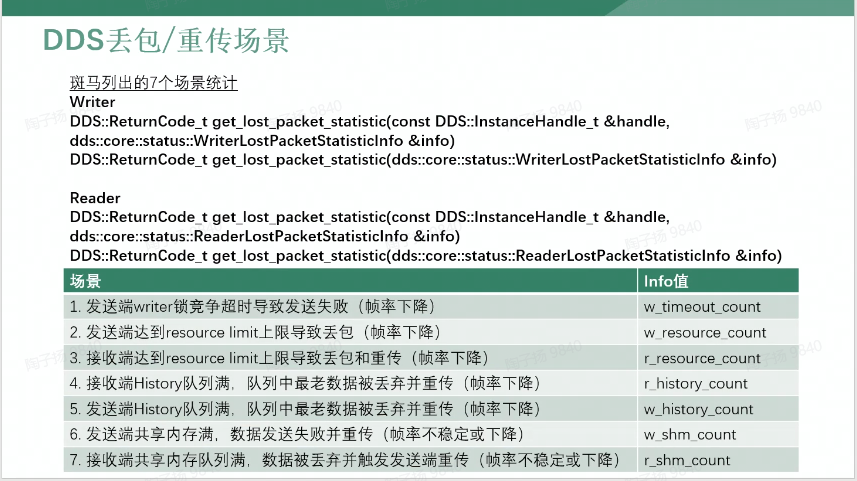 DDS丢包/重传场景
斑马列出的7个场景统计
Writer
DDS::ReturnCode_t get_lost_packet_statistic(const DDS::InstanceHandle_t &handle,
dds::core::status::WriterLostPacketStatisticInfo &info)
DDS::ReturnCode_t get_lost_packet_statistic(dds::core::status::WriterLostPacketStatisticInfo &info)
Reader
DDS::ReturnCode_t get_lost_packet_statistic(const DDS::InstanceHandle_t &handle,
dds::core::status::ReaderLostPacketStatisticInfo &info)
DDS::ReturnCode_t get_lost_packet_statistic(dds::core::status::ReaderLostPacketStatisticInfo &info)
场景 Info值
1. 发送端writer锁竞争超时导致发送失败（帧率下降） w_timeout_count
2. 发送端达到resource limit上限导致丢包（帧率下降） w_resource_count
3. 接收端达到resource limit上限导致丢包和重传（帧率下降） r_resource_count
4. 接收端History队列满，队列中最老数据被丢弃并重传（帧率下降） r_history_count
5. 发送端History队列满，队列中最老数据被丢弃并重传（帧率下降） w_history_count
6. 发送端共享内存满，数据发送失败并重传（帧率不稳定或下降） w_shm_count
7. 接收端共享内存队列满，数据被丢弃并触发发送端重传（帧率不稳定或下降） r_shm_count
陶子扬 9840